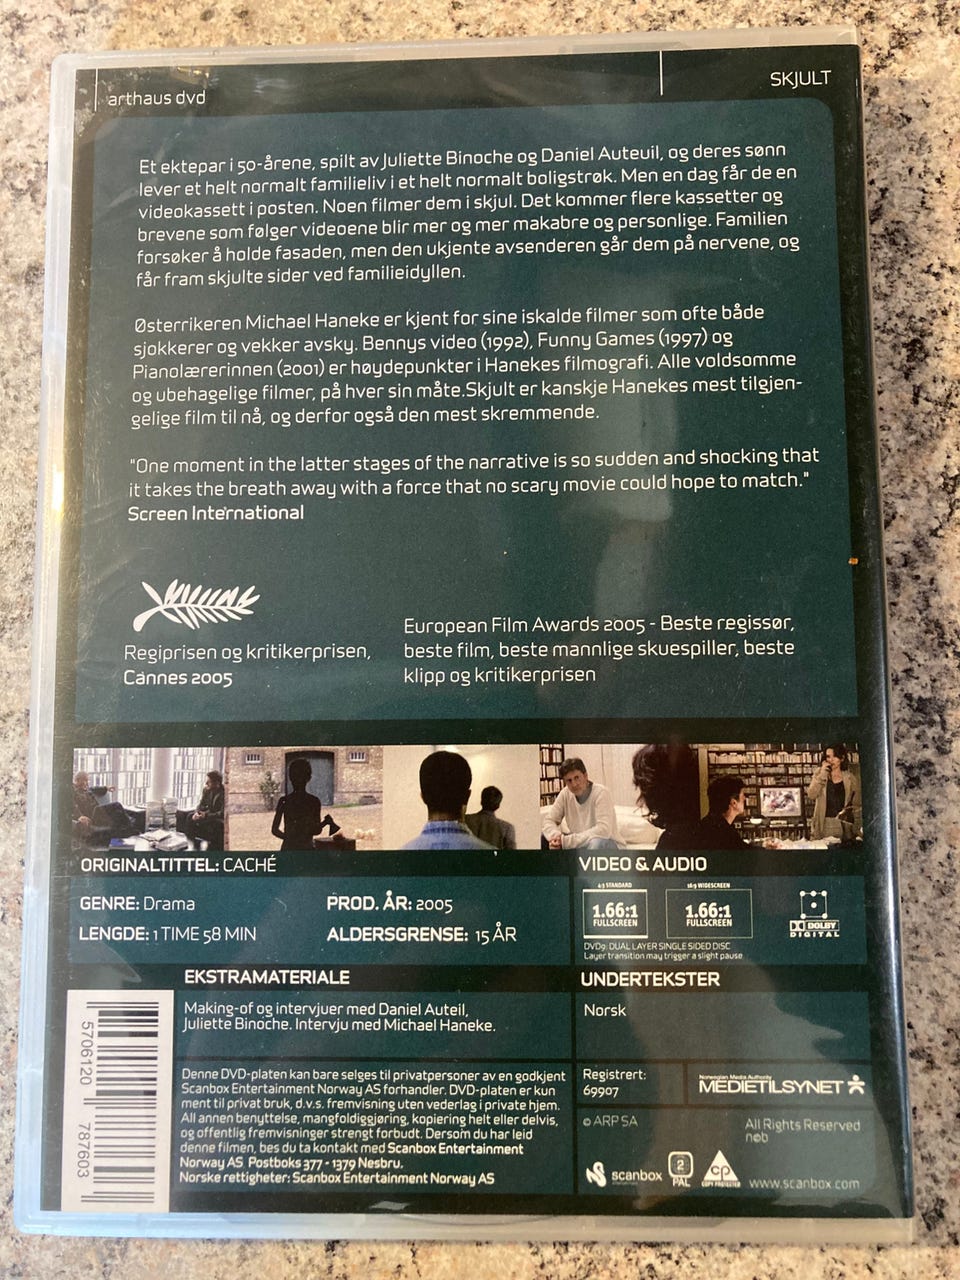 arthaus dvd
SKJULT
Et ektepar i 50-årene, spilt av Juliette Binoche og Daniel Auteuil, og deres sønn
lever et helt normalt familieliv i et helt normalt boligstrøk. Men en dag får de en
videokassett i posten. Noen filmer dem i skjul. Det kommer flere kassetter og
brevene som følger videoene blir mer og mer makabre og personlige. Familien
forsøker å holde fasaden, men den ukjente avsenderen går dem på nervene, og
får fram skjulte sider ved familieidyllen.
Østerrikeren Michael Haneke er kjent for sine iskalde filmer som ofte både
sjokkerer og vekker avsky. Bennys video (1992), Funny Games (1997) og
Pianolærerinnen (2001) er høydepunkter i Hanekes filmografi. Alle voldsomme
og ubehagelige filmer, på hver sin måte.Skjult er kanskje Hanekes mest tilgjen-
gelige film til nå, og derfor også den mest skremmende.
"One moment in the latter stages of the narrative is so sudden and shocking that
it takes the breath away with a force that no scary movie could hope to match."
Screen International
Regiprisen og kritikerprisen,
Cannes 2005
European Film Awards 2005 - Beste regissør,
beste film, beste mannlige skuespiller, beste
klipp og kritikerprisen
ORIGINALTITTEL: CACHÉ
GENRE: Drama
PROD. ÅR: 2005
LENGDE: 1 TIME 58 MIN
ALDERSGRENSE: 15 ÅR
VIDEO & AUDIO
4:3 STANDARD
1.66:1
FULLSCREEN
16:9 WIDESCREEN
1.66:1
FULLSCREEN
DOLBY
DIGITAL
DVD9: DUAL LAYER SINGLE SIDED DISC
Layer transition may trigger a slight pause
EKSTRAMATERIALE
Making-of og intervjuer med Daniel Auteil,
Juliette Binoche. Intervju med Michael Haneke.
UNDERTEKSTER
Norsk
Denne DVD-platen kan bare selges til privatpersoner av en godkjent
Scanbox Entertainment Norway AS forhandler. DVD-platen er kun
ment til privat bruk, d.v.s. fremvisning uten vederlag i private hjem.
All annen benyttelse, mangfoldiggjøring, kopiering helt eller delvis,
og offentlig fremvisninger strengt forbudt. Dersom du har leid
denne filmen, bes du ta kontakt med Scanbox Entertainment
Norway AS Postboks 377 - 1379 Nesbru.
Norske rettigheter: Scanbox Entertainment Norway AS
Registrert:
69907
Norwegian Media Authority
MEDIETILSYNET
© ARP SA
All Rights Reserved
nøb
scanbox
entertainment
2
PAL
CP
COPY PROTECTED
www.scanbox.com
5706120 787603